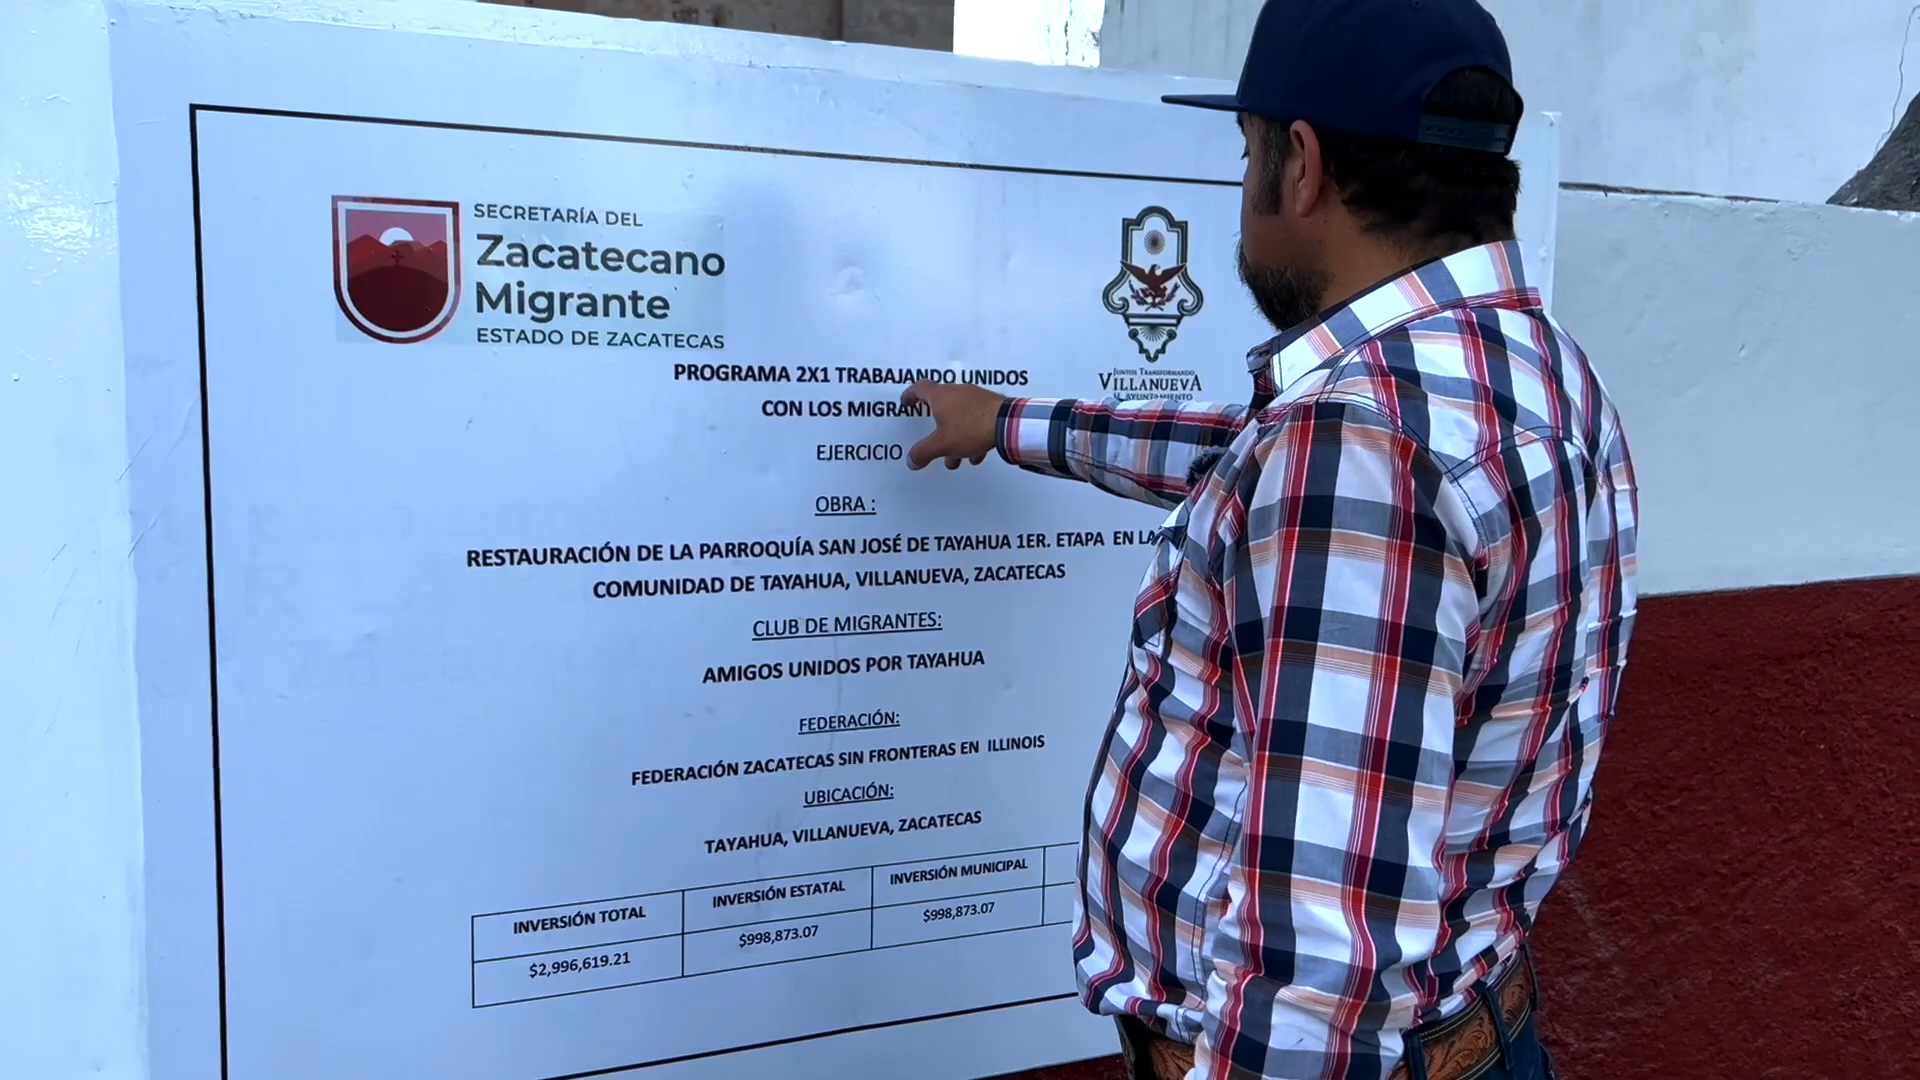 SECRETARÍA DEL
Zacatecano
Migrante
ESTADO DE ZACATECAS
JUNTOS TRANSFORMANDO
VILLANUEVA
H. AYUNTAMIENTO
PROGRAMA 2X1 TRABAJANDO UNIDOS
CON LOS MIGRANT
EJERCICIO
OBRA :
RESTAURACIÓN DE LA PARROQUÍA SAN JOSÉ DE TAYAHUA 1ER. ETAPA EN LA
COMUNIDAD DE TAYAHUA, VILLANUEVA, ZACATECAS
CLUB DE MIGRANTES:
AMIGOS UNIDOS POR TAYAHUA
FEDERACIÓN:
FEDERACIÓN ZACATECAS SIN FRONTERAS EN ILLINOIS
UBICACIÓN:
TAYAHUA, VILLANUEVA, ZACATECAS
INVERSIÓN TOTAL INVERSIÓN ESTATAL INVERSIÓN MUNICIPAL
$2,996,619.21 $998,873.07 $998,873.07